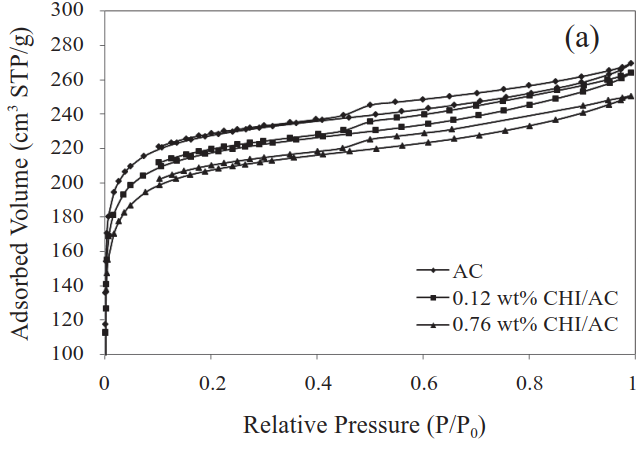 (a)
Adsorbed Volume (cm³ STP/g)
300
280
260
240
220
200
180
160
140
120
100
AC
0.12 wt% CHI/AC
0.76 wt% CHI/AC
0 0.2 0.4 0.6 0.8 1
Relative Pressure (P/P₀)